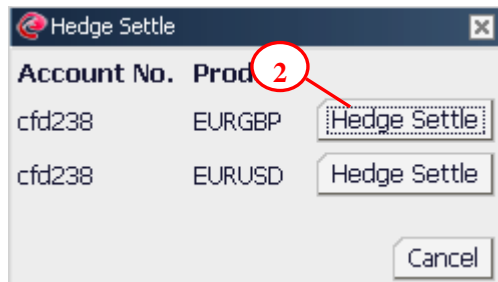 Hedge Settle
Account No. Prod
2
cfd238 EURGBP Hedge Settle
cfd238 EURUSD Hedge Settle
Cancel